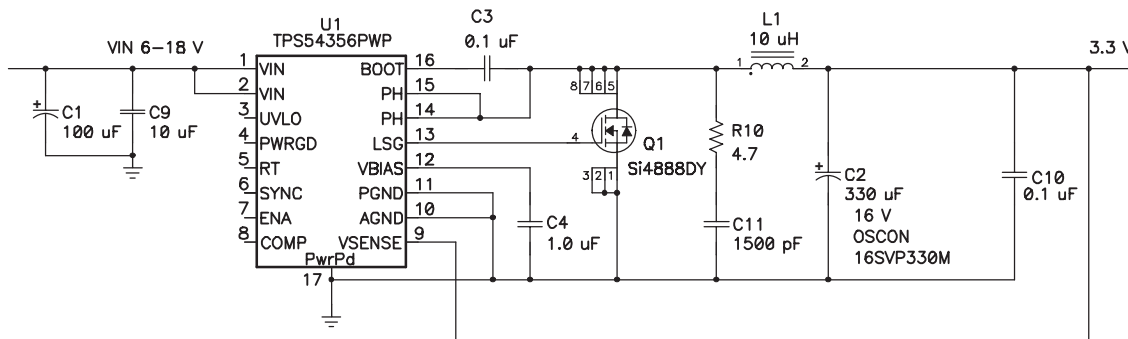 VIN 6-18 V
C1
100 uF
C9
10 uF
U1
TPS54356PWP
1 VIN
2 VIN
3 UVLO
4 PWRGD
5 RT
6 SYNC
7 ENA
8 COMP
BOOT 16
PH 15
PH 14
LSG 13
VBIAS 12
PGND 11
AGND 10
VSENSE 9
PwrPd
17
C3
0.1 uF
C4
1.0 uF
8 7 6 5
4
3 2 1
Q1
Si4888DY
R10
4.7
C11
1500 pF
L1
10 uH
1 2
C2
330 uF
16 V
OSCON
16SVP330M
C10
0.1 uF
3.3 V